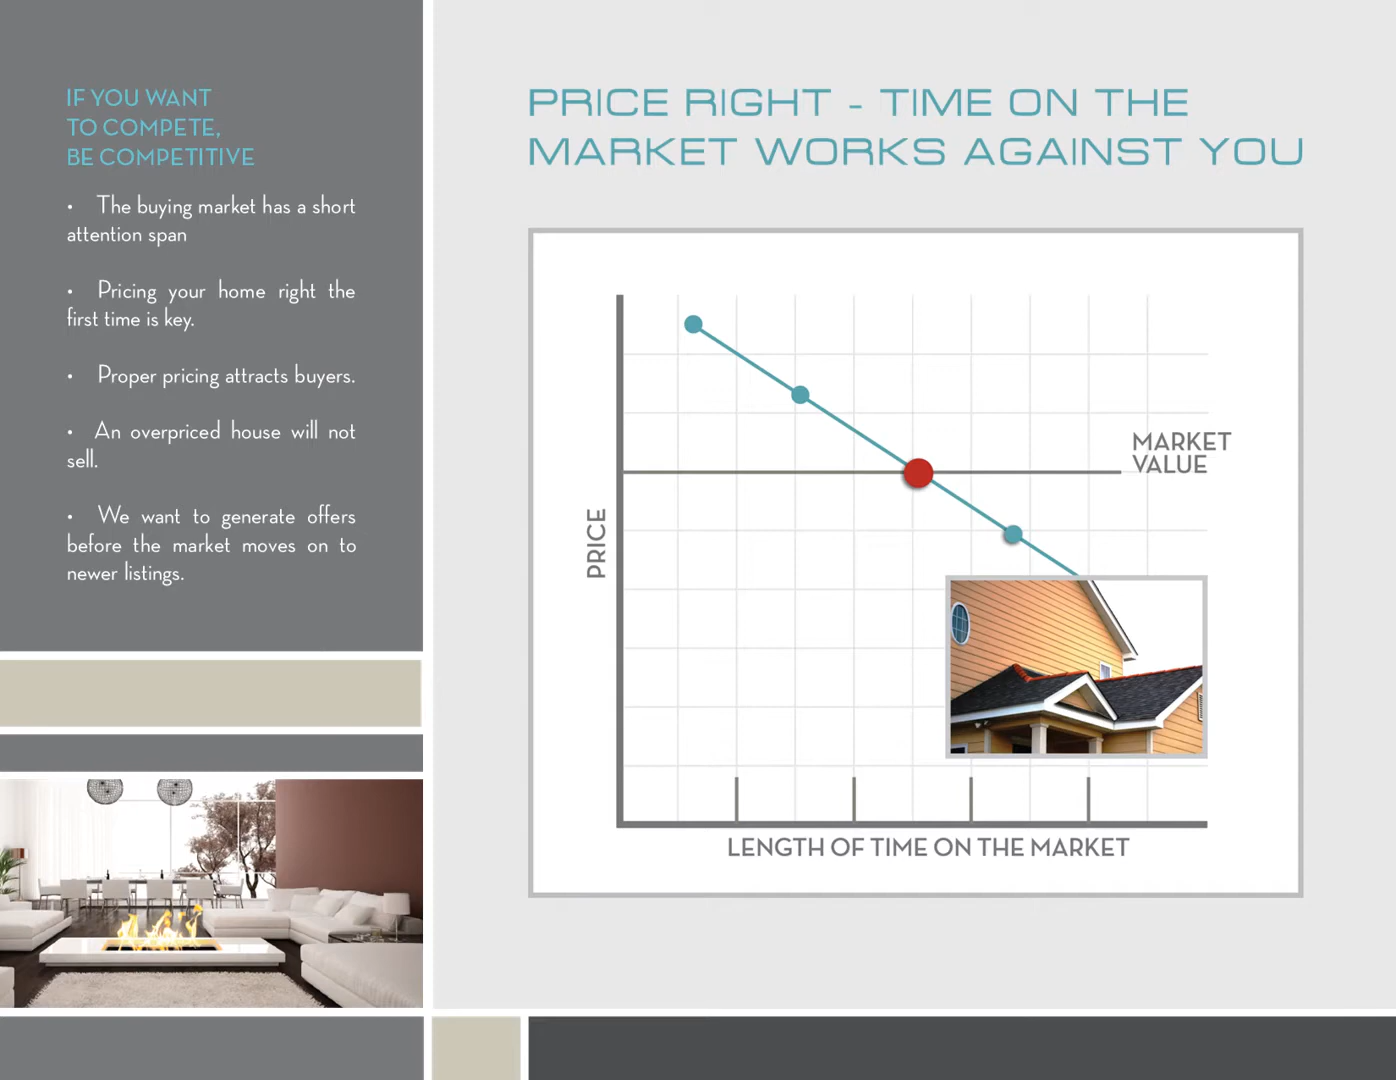 IF YOU WANT
TO COMPETE,
BE COMPETITIVE
• The buying market has a short
attention span
• Pricing your home right the
first time is key.
• Proper pricing attracts buyers.
• An overpriced house will not
sell.
• We want to generate offers
before the market moves on to
newer listings.
PRICE RIGHT - TIME ON THE
MARKET WORKS AGAINST YOU
MARKET
VALUE
PRICE
LENGTH OF TIME ON THE MARKET